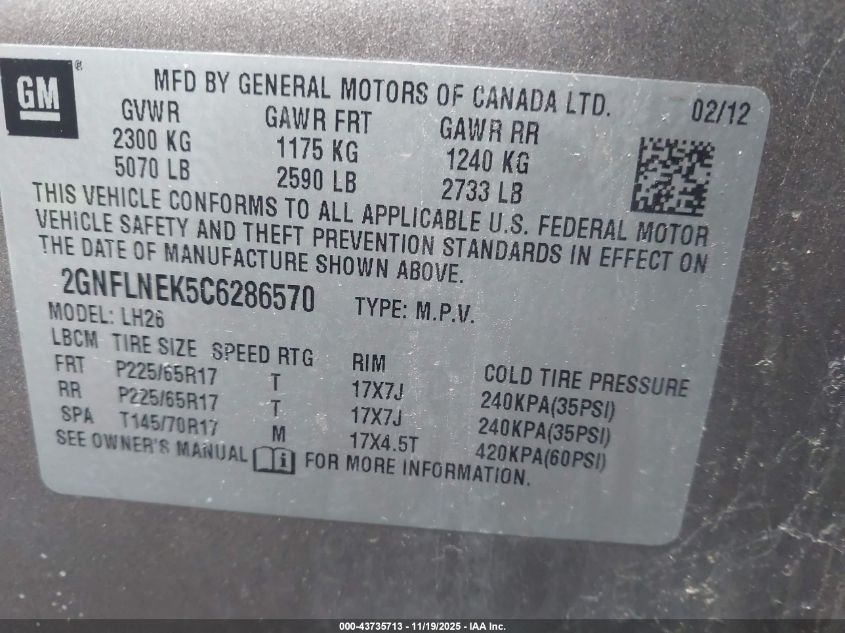 GM®
MFD BY GENERAL MOTORS OF CANADA LTD. 02/12
GVWR GAWR FRT GAWR RR
2300 KG 1175 KG 1240 KG
5070 LB 2590 LB 2733 LB
THIS VEHICLE CONFORMS TO ALL APPLICABLE U.S. FEDERAL MOTOR
VEHICLE SAFETY AND THEFT PREVENTION STANDARDS IN EFFECT ON
THE DATE OF MANUFACTURE SHOWN ABOVE.
2GNFLNEK5C6286570 TYPE: M.P.V.
MODEL: LH26
LBCM TIRE SIZE SPEED RTG RIM COLD TIRE PRESSURE
FRT P225/65R17 T 17X7J 240KPA(35PSI)
RR P225/65R17 T 17X7J 240KPA(35PSI)
SPA T145/70R17 M 17X4.5T 420KPA(60PSI)
SEE OWNER'S MANUAL i FOR MORE INFORMATION.
000-43735713 - 11/19/2025 - IAA Inc.